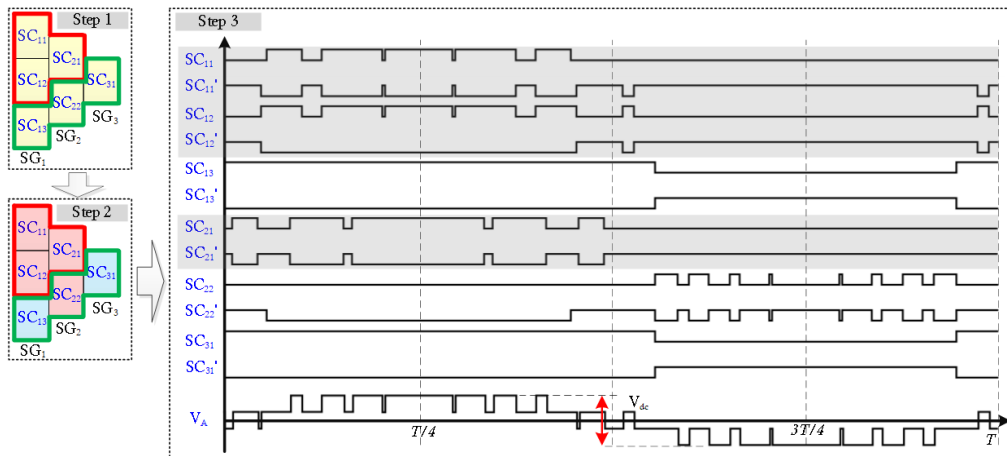 Step 1
SC11
SC21
SC12
SC31
SC22
SC13
SG3
SG2
SG1
Step 2
SC11
SC21
SC12
SC31
SC22
SC13
SG3
SG2
SG1
Step 3
SC11
SC11'
SC12
SC12'
SC13
SC13'
SC21
SC21'
SC22
SC22'
SC31
SC31'
VA
Vdc
T/4
3T/4
T